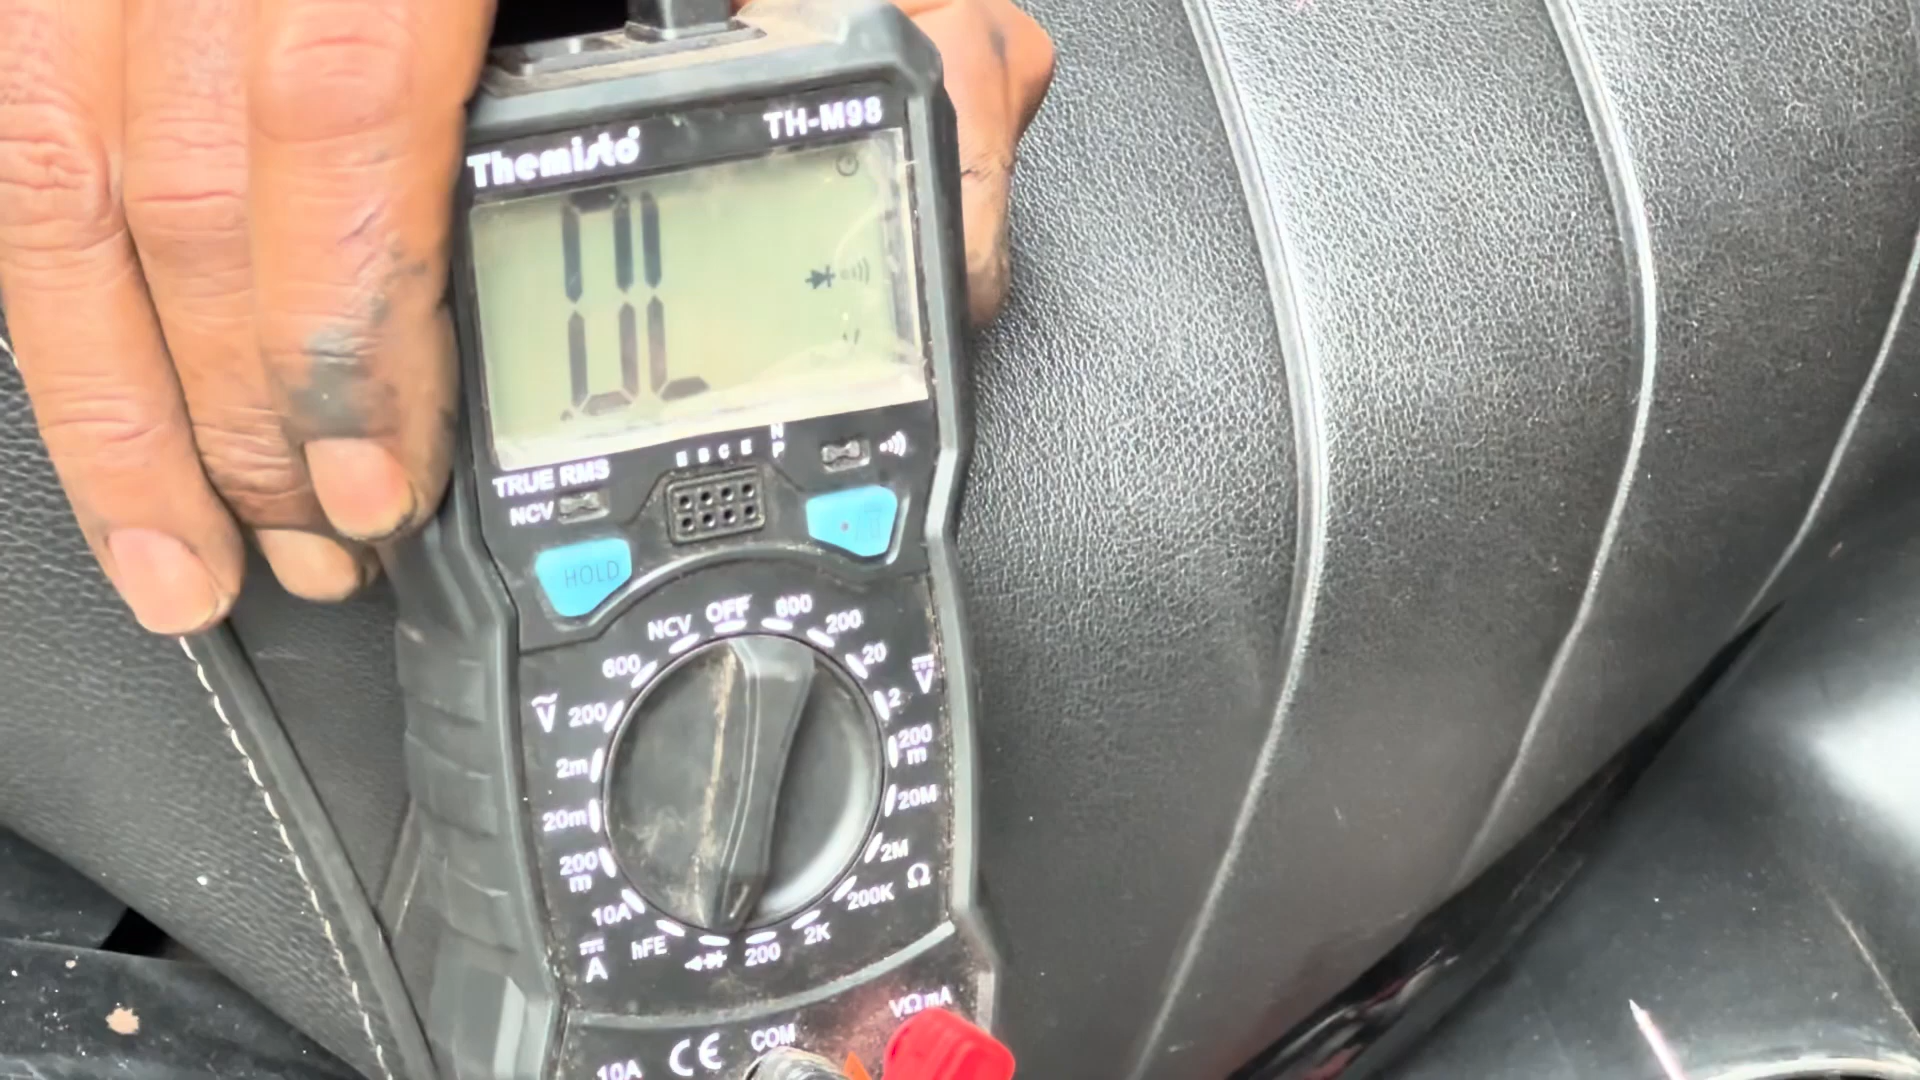 TH-M98
Themisto
OL
E B C E N P
TRUE RMS
NCV
HOLD
NCV OFF 600
600 200
20
V 200 2 V
2m 200m
20m 20M
200m 2M
10A 200K Ω
A hFE 200 2K
VΩmA
10A CE COM